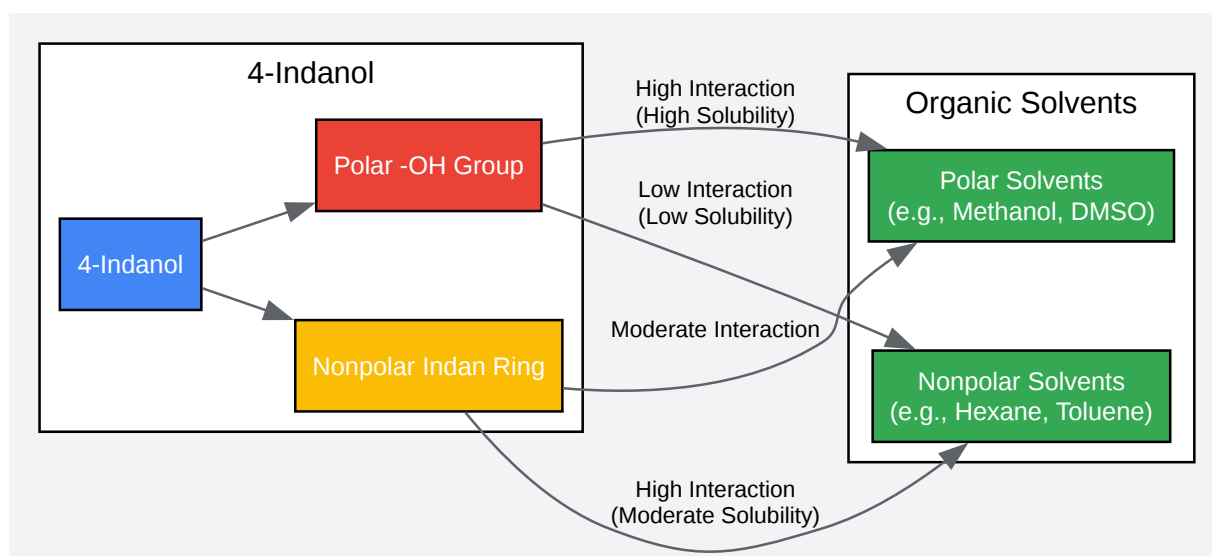 4-Indanol
4-Indanol
Polar -OH Group
Nonpolar Indan Ring
High Interaction
(High Solubility)
Low Interaction
(Low Solubility)
Moderate Interaction
High Interaction
(Moderate Solubility)
Organic Solvents
Polar Solvents
(e.g., Methanol, DMSO)
Nonpolar Solvents
(e.g., Hexane, Toluene)